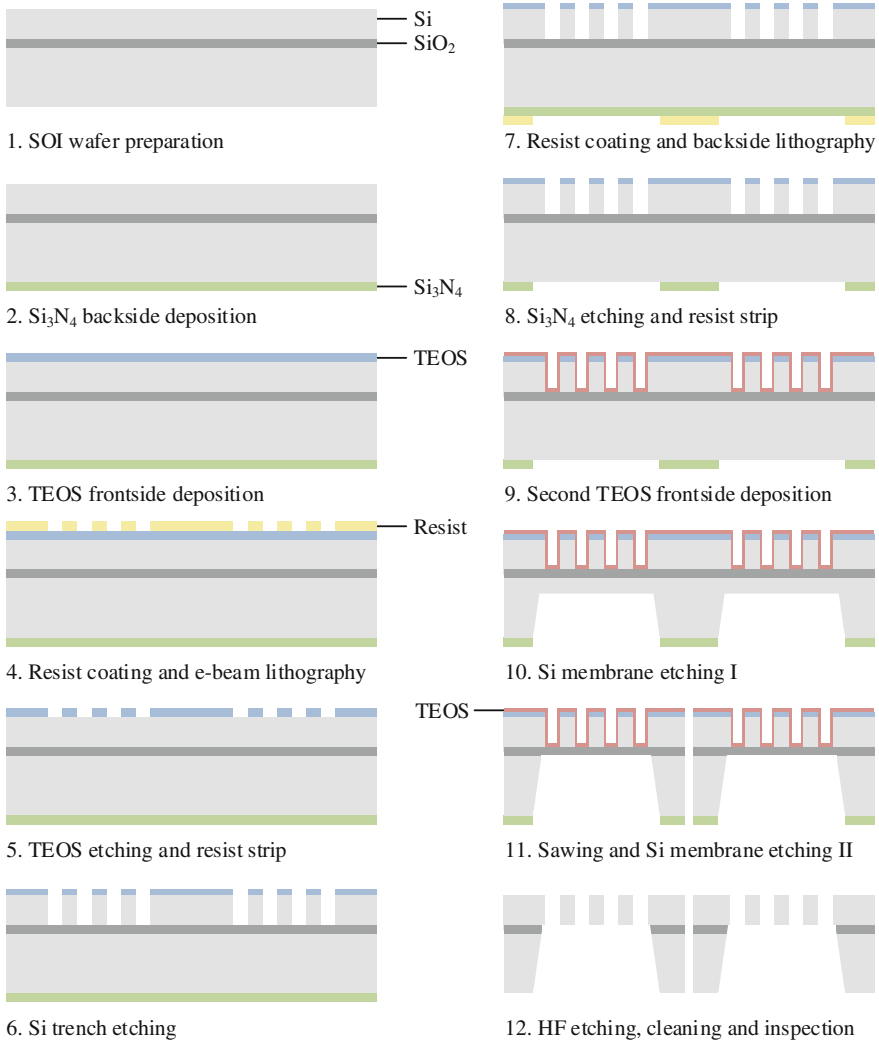 Si
SiO₂
1. SOI wafer preparation
Si₃N₄
2. Si₃N₄ backside deposition
TEOS
3. TEOS frontside deposition
Resist
4. Resist coating and e-beam lithography
5. TEOS etching and resist strip
6. Si trench etching
7. Resist coating and backside lithography
8. Si₃N₄ etching and resist strip
9. Second TEOS frontside deposition
10. Si membrane etching I
TEOS
11. Sawing and Si membrane etching II
12. HF etching, cleaning and inspection